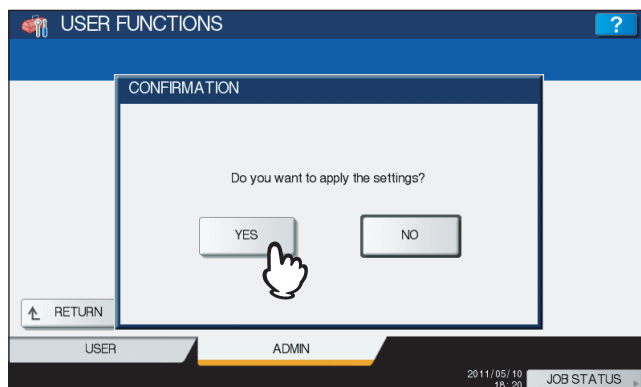 USER FUNCTIONS
?
CONFIRMATION
Do you want to apply the settings?
YES
NO
RETURN
USER
ADMIN
2011/05/10
18:20
JOB STATUS